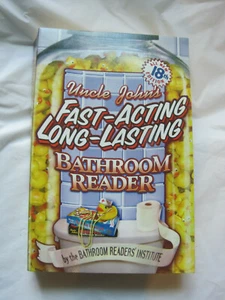 18th
Uncle John's
FAST-ACTING
LONG-LASTING
BATHROOM
READER
by the BATHROOM READERS' INSTITUTE